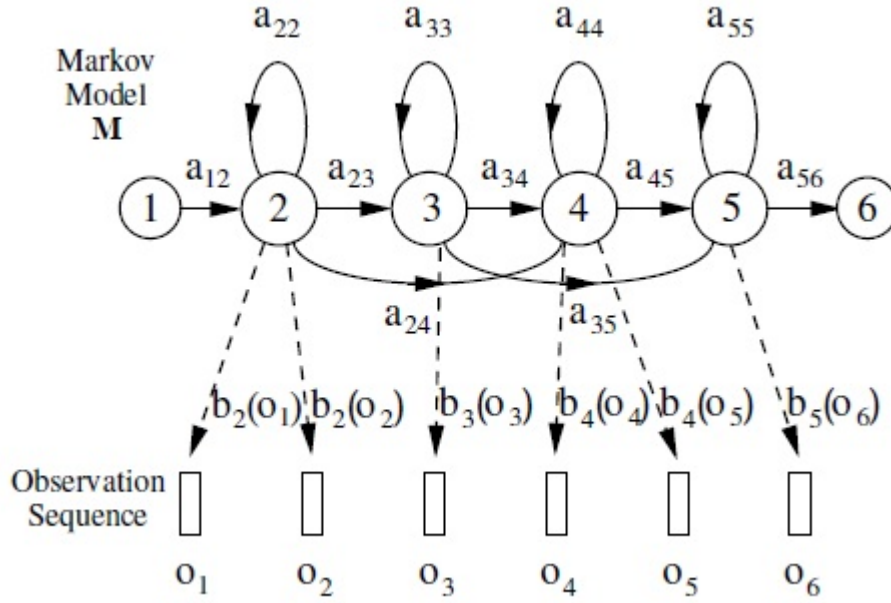 a₂₂ a₃₃ a₄₄ a₅₅
Markov
Model
M
a₁₂ a₂₃ a₃₄ a₄₅ a₅₆
1 2 3 4 5 6
a₂₄ a₃₅
b₂(o₁) b₂(o₂) b₃(o₃) b₄(o₄) b₄(o₅) b₅(o₆)
Observation
Sequence
o₁ o₂ o₃ o₄ o₅ o₆